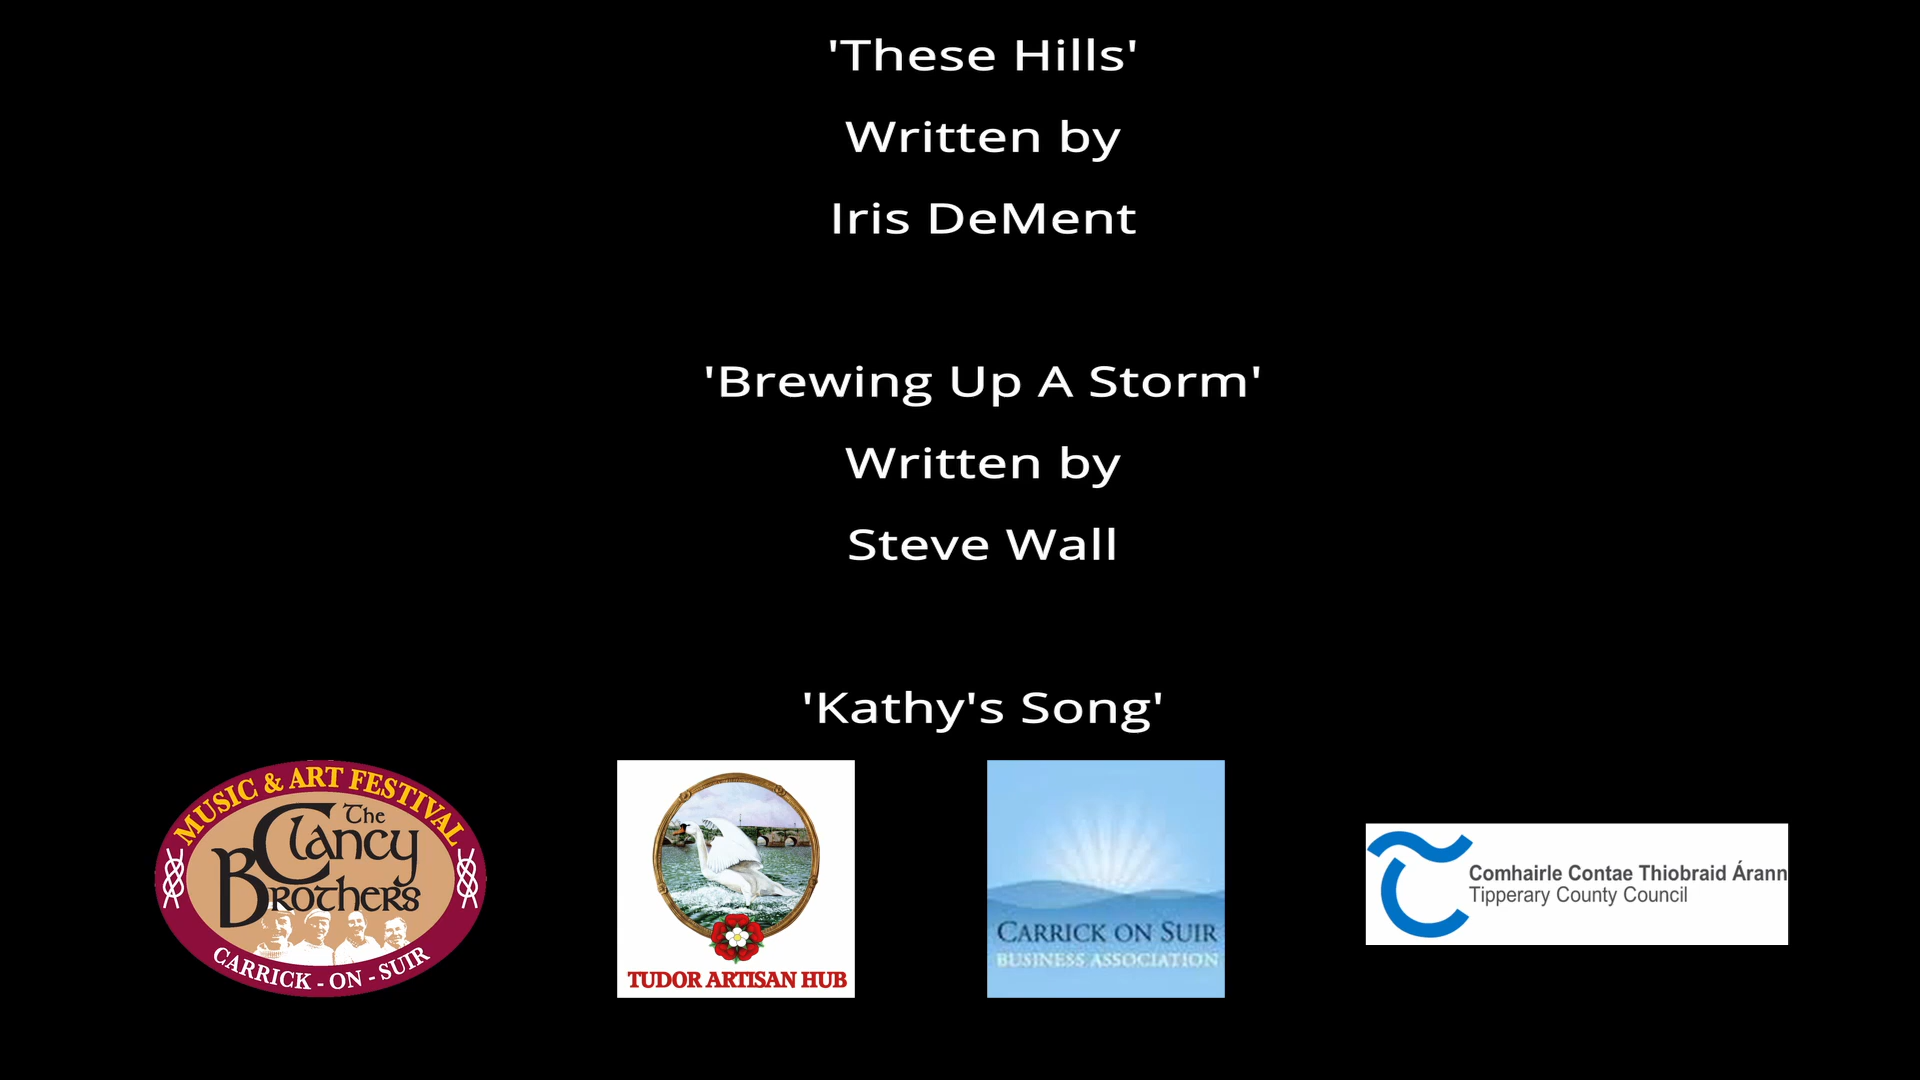 'These Hills'
Written by
Iris DeMent
'Brewing Up A Storm'
Written by
Steve Wall
'Kathy's Song'
MUSIC & ART FESTIVAL
The
Clancy
Brothers
CARRICK - ON - SUIR
TUDOR ARTISAN HUB
CARRICK ON SUIR
BUSINESS ASSOCIATION
Comhairle Contae Thiobraid Árann
Tipperary County Council